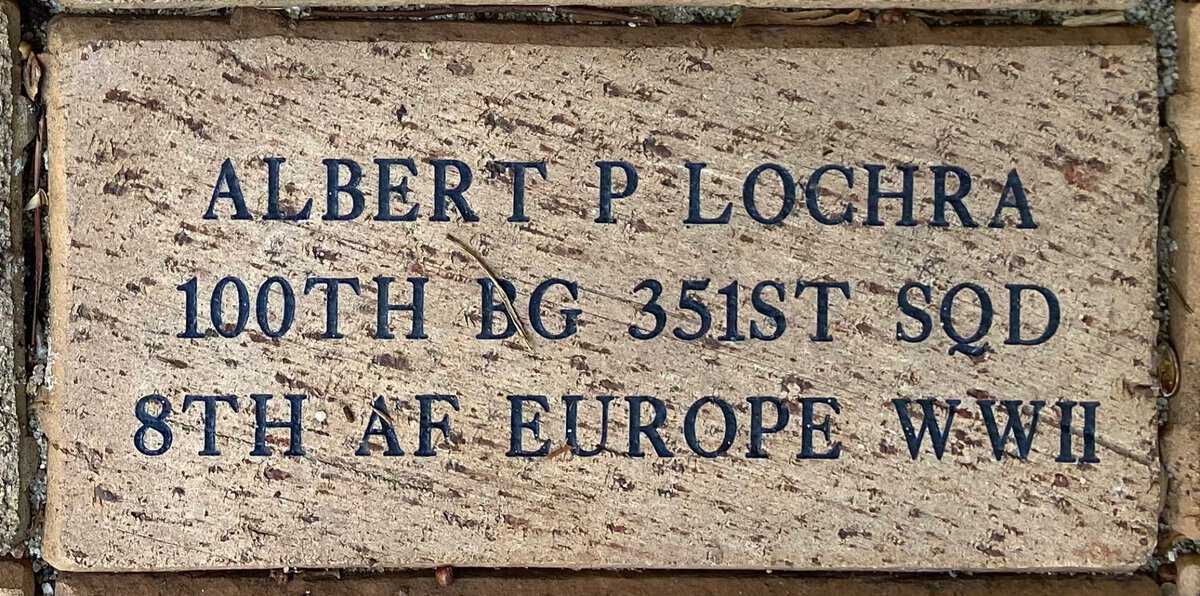 ALBERT P LOCHRA
100TH BG 351ST SQD
8TH AF EUROPE WWII